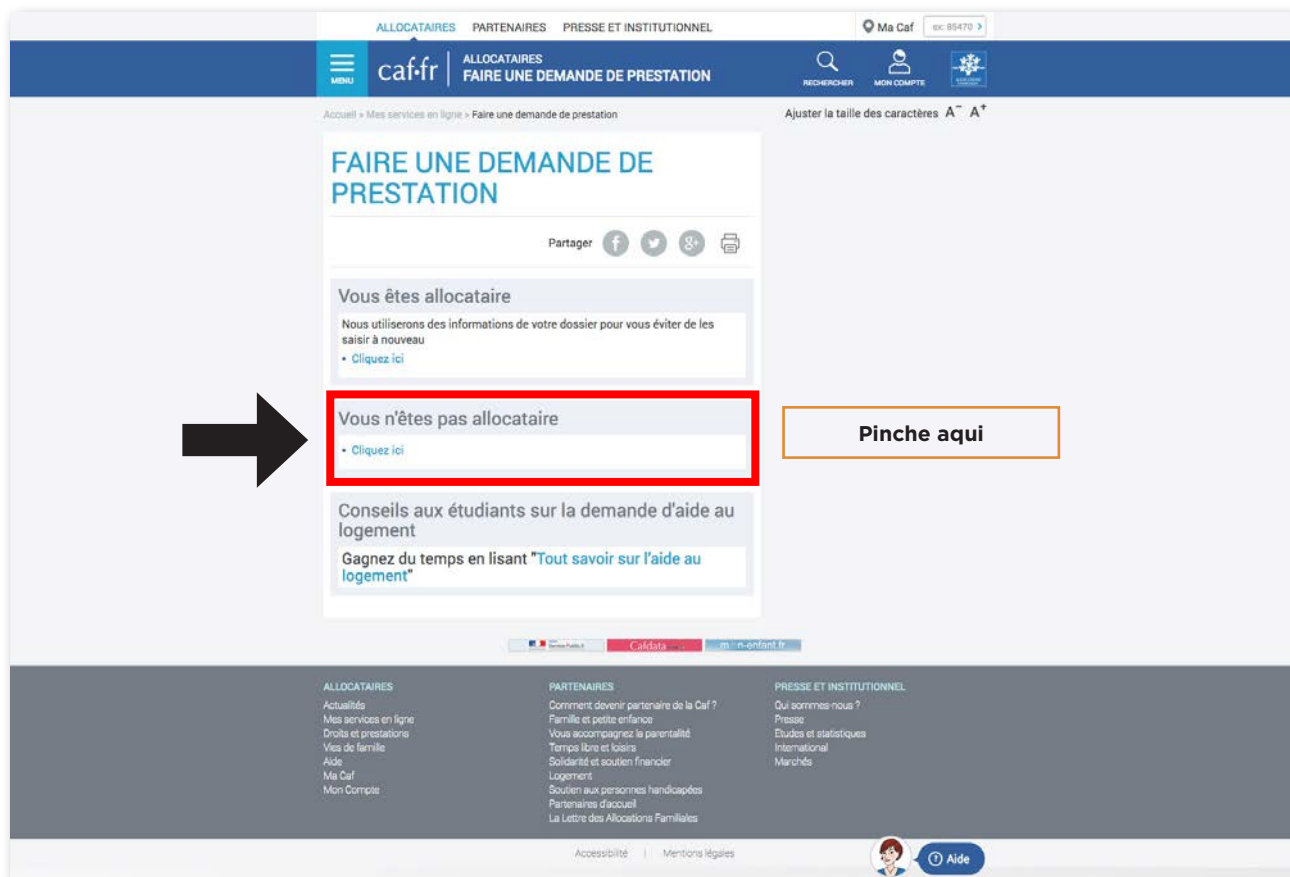 ALLOCATAIRES PARTENAIRES PRESSE ET INSTITUTIONNEL
Ma Caf ex: 85470 >
MENU
caf.fr
ALLOCATAIRES
FAIRE UNE DEMANDE DE PRESTATION
RECHERCHER
MON COMPTE
Accueil » Mes services en ligne » Faire une demande de prestation
Ajuster la taille des caractères A⁻ A⁺
FAIRE UNE DEMANDE DE
PRESTATION
Partager
Vous êtes allocataire
Nous utiliserons des informations de votre dossier pour vous éviter de les
saisir à nouveau
• Cliquez ici
Vous n'êtes pas allocataire
• Cliquez ici
Pinche aqui
Conseils aux étudiants sur la demande d'aide au
logement
Gagnez du temps en lisant "Tout savoir sur l'aide au
logement"
Cafdata
ALLOCATAIRES
Actualités
Mes services en ligne
Droits et prestations
Vies de famille
Aide
Ma Caf
Mon Compte
PARTENAIRES
Comment devenir partenaire de la Caf ?
Famille et petite enfance
Vous accompagnez la parentalité
Temps libre et loisirs
Solidarité et soutien financier
Logement
Soutien aux personnes handicapées
Partenaires d'accueil
La Lettre des Allocations Familiales
PRESSE ET INSTITUTIONNEL
Qui sommes-nous ?
Presse
Etudes et statistiques
International
Marchés
Accessibilité | Mentions légales
Aide